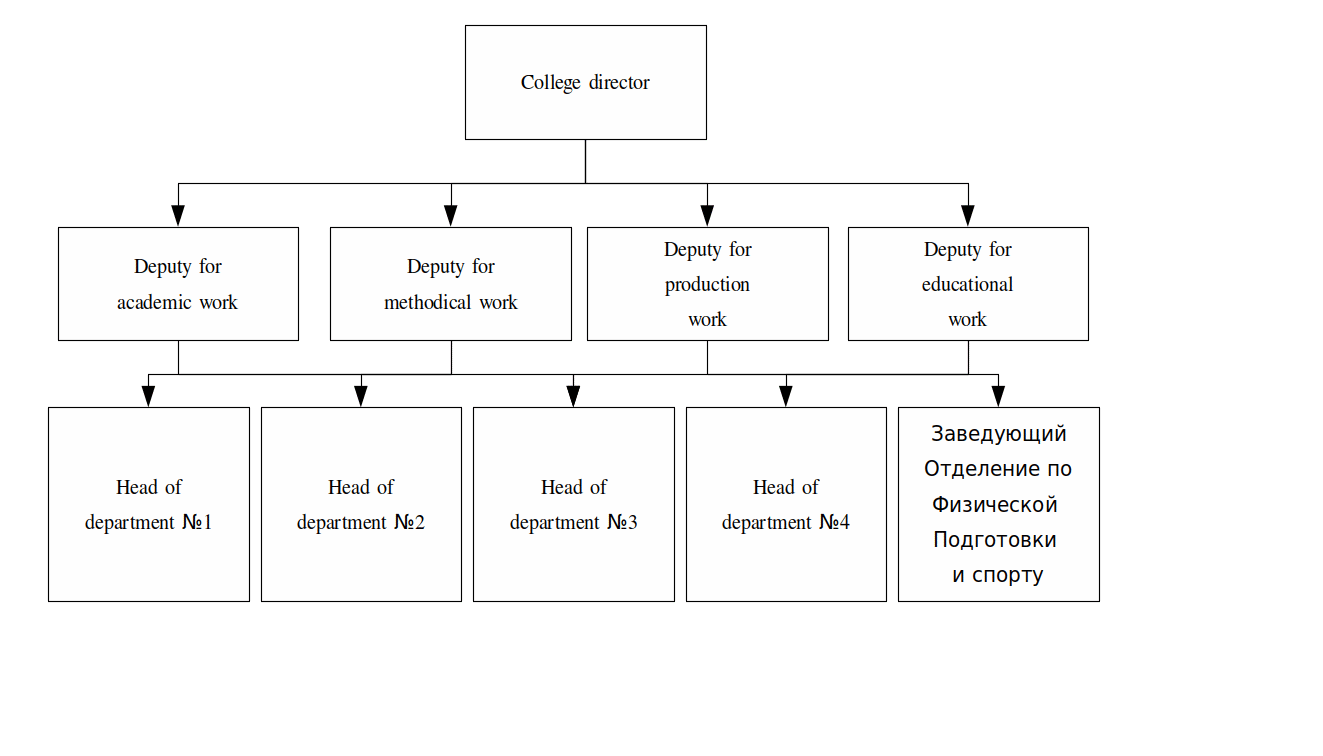 College director
Deputy for
academic work
Deputy for
methodical work
Deputy for
production
work
Deputy for
educational
work
Head of
department №1
Head of
department №2
Head of
department №3
Head of
department №4
Заведующий
Отделение по
Физической
Подготовки
и спорту